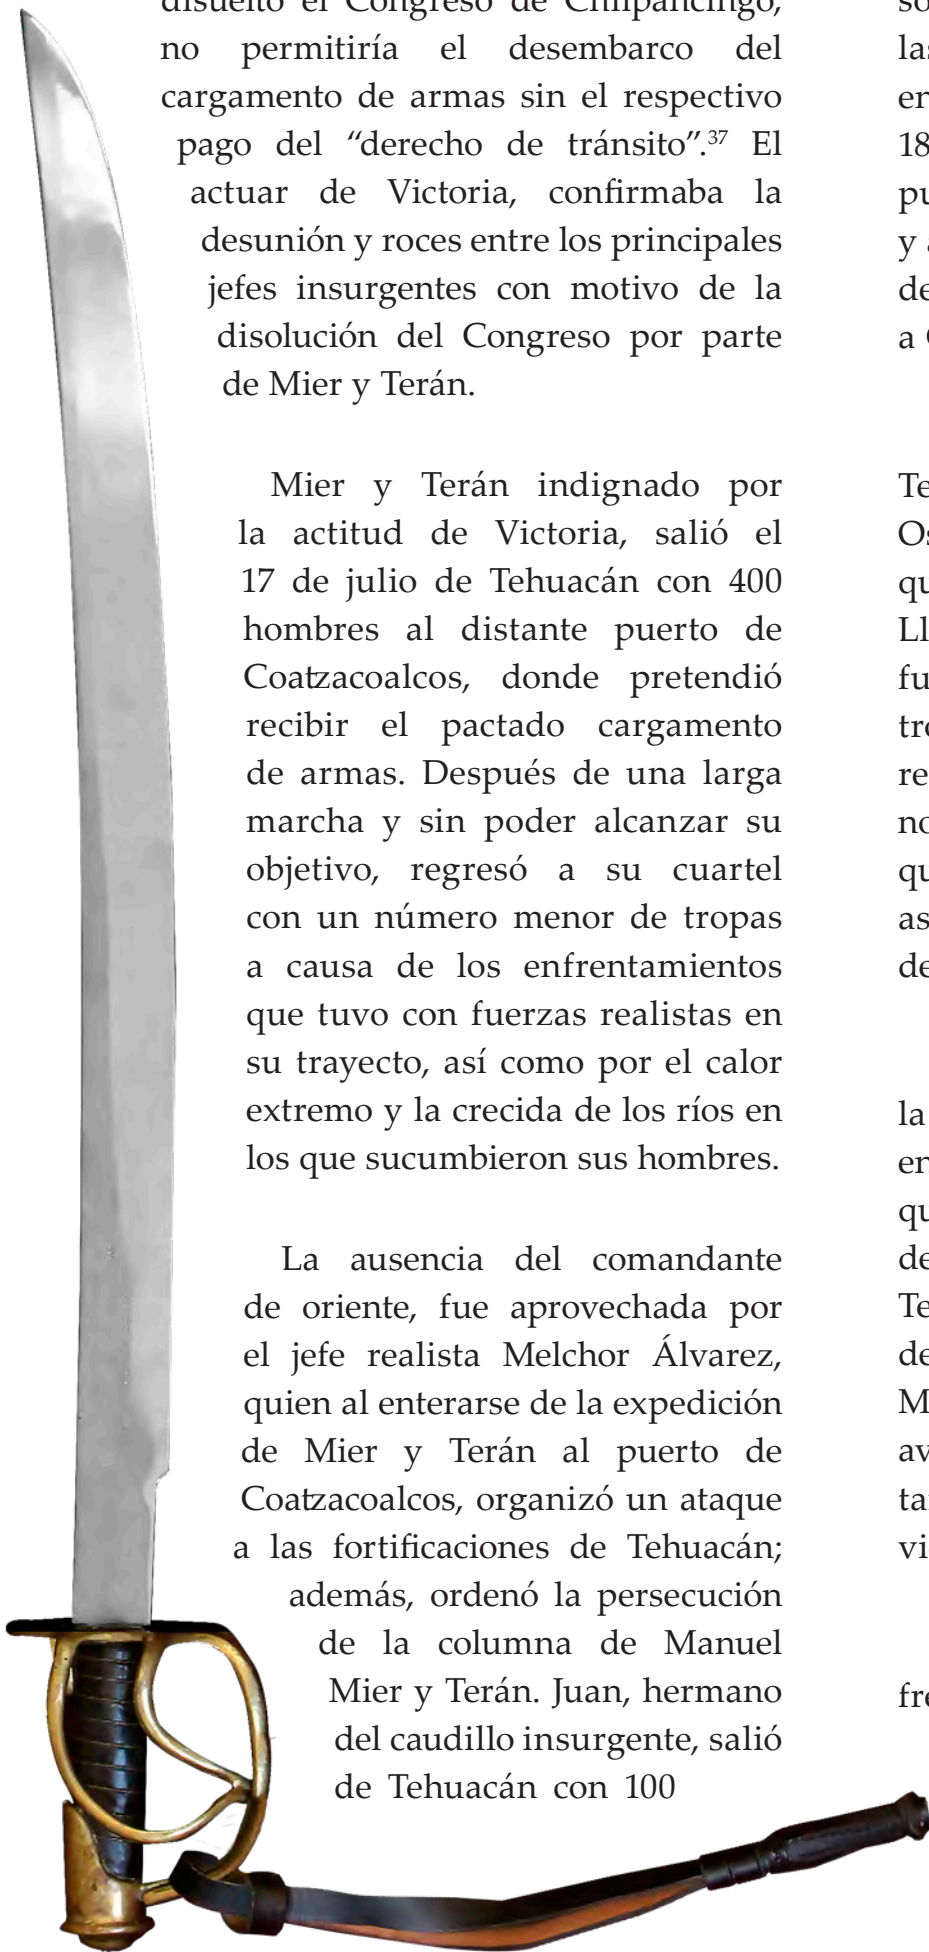 disuelto el Congreso de Chilpancingo,
no permitiría el desembarco del
cargamento de armas sin el respectivo
pago del “derecho de tránsito”.³⁷ El
actuar de Victoria, confirmaba la
desunión y roces entre los principales
jefes insurgentes con motivo de la
disolución del Congreso por parte
de Mier y Terán.
Mier y Terán indignado por
la actitud de Victoria, salió el
17 de julio de Tehuacán con 400
hombres al distante puerto de
Coatzacoalcos, donde pretendió
recibir el pactado cargamento
de armas. Después de una larga
marcha y sin poder alcanzar su
objetivo, regresó a su cuartel
con un número menor de tropas
a causa de los enfrentamientos
que tuvo con fuerzas realistas en
su trayecto, así como por el calor
extremo y la crecida de los ríos en
los que sucumbieron sus hombres.
La ausencia del comandante
de oriente, fue aprovechada por
el jefe realista Melchor Álvarez,
quien al enterarse de la expedición
de Mier y Terán al puerto de
Coatzacoalcos, organizó un ataque
a las fortificaciones de Tehuacán;
además, ordenó la persecución
de la columna de Manuel
Mier y Terán. Juan, hermano
del caudillo insurgente, salió
de Tehuacán con 100